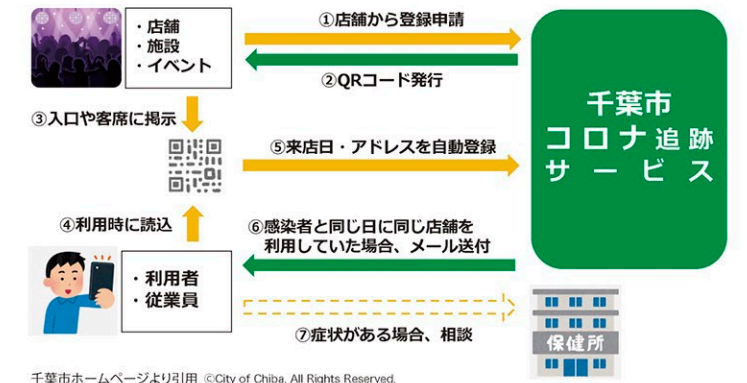 ・店舗
・施設
・イベント
①店舗から登録申請
②QRコード発行
千葉市
コロナ追跡
サービス
③入口や客席に掲示
⑤来店日・アドレスを自動登録
④利用時に読込
⑥感染者と同じ日に同じ店舗を
利用していた場合、メール送付
・利用者
・従業員
⑦症状がある場合、相談
保健所
千葉市ホームページより引用 ©City of Chiba. All Rights Reserved.